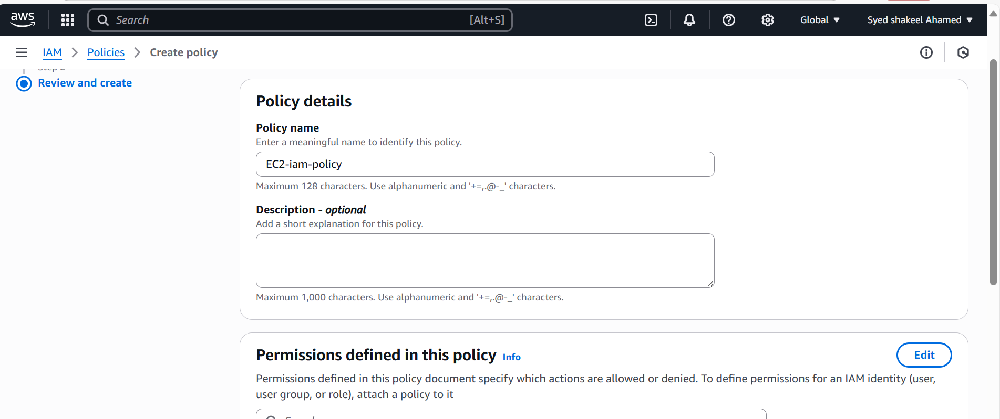 aws
Search
[Alt+S]
Global
Syed shakeel Ahamed
IAM
Policies
Create policy
Step 2
Review and create
Policy details
Policy name
Enter a meaningful name to identify this policy.
EC2-iam-policy
Maximum 128 characters. Use alphanumeric and '+=,.@-_' characters.
Description - optional
Add a short explanation for this policy.
Maximum 1,000 characters. Use alphanumeric and '+=,.@-_' characters.
Permissions defined in this policy Info
Edit
Permissions defined in this policy document specify which actions are allowed or denied. To define permissions for an IAM identity (user,
user group, or role), attach a policy to it